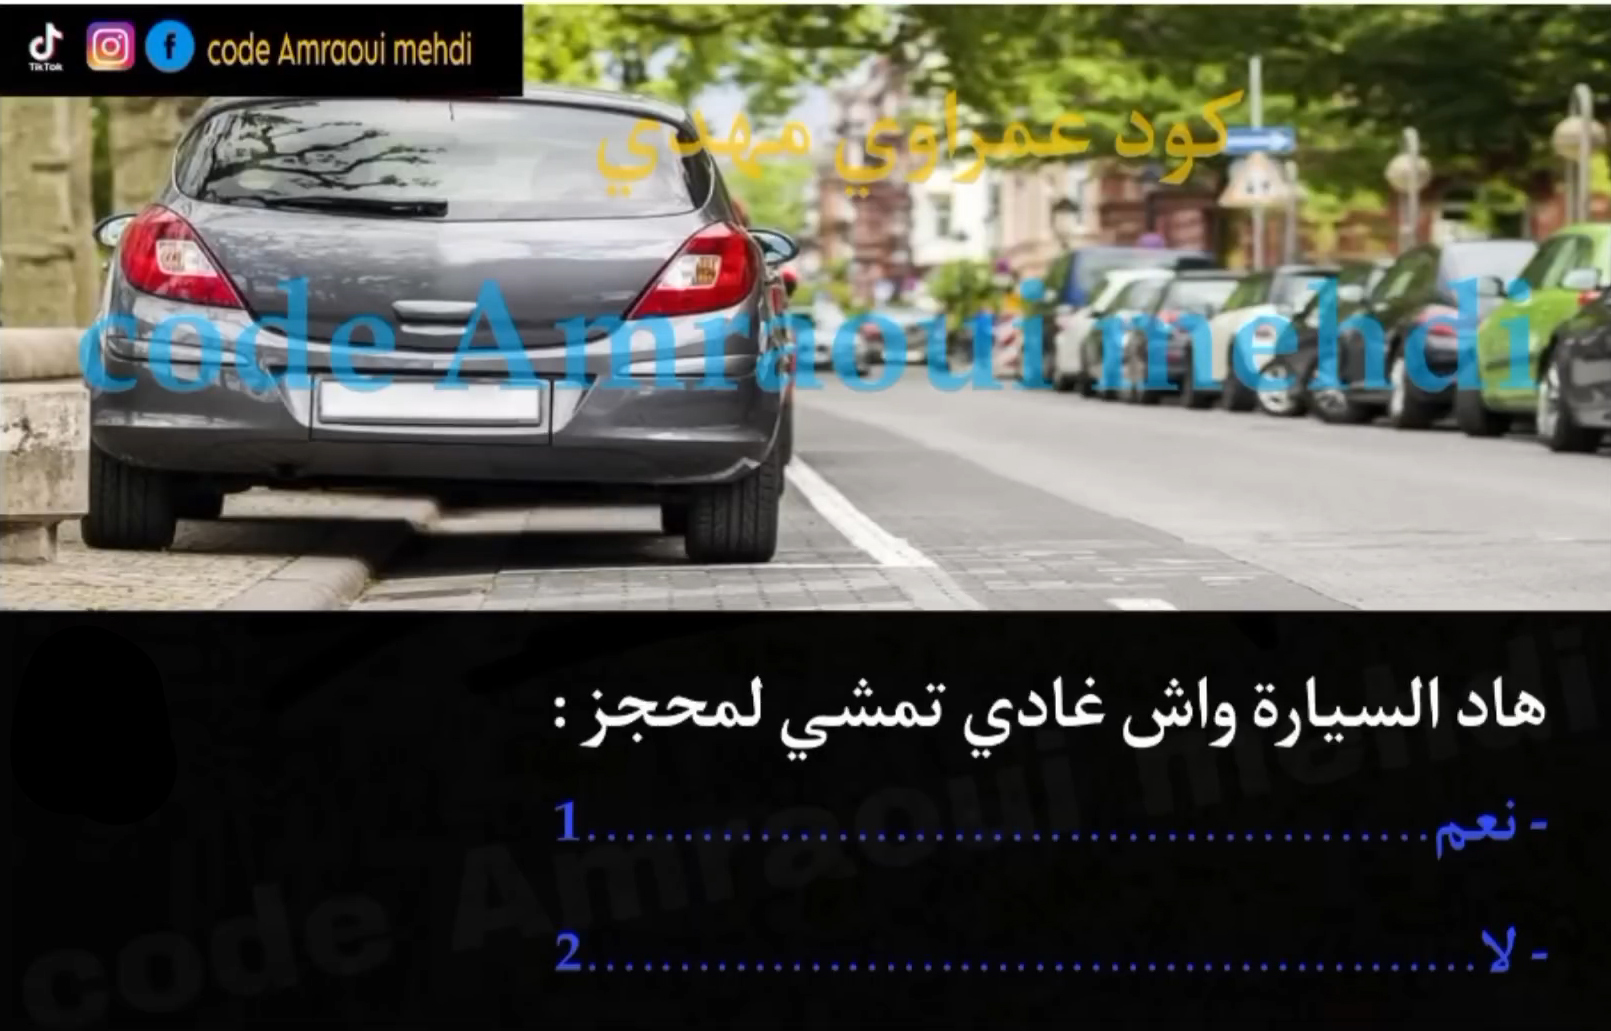 TikTok
code Amraoui mehdi
كود عمراوي مهدي
code Amraoui mehdi
هاد السيارة واش غادي تمشي لمحجز :
- نعم..................................................1
- لا.....................................................2
code Amraoui mehdi